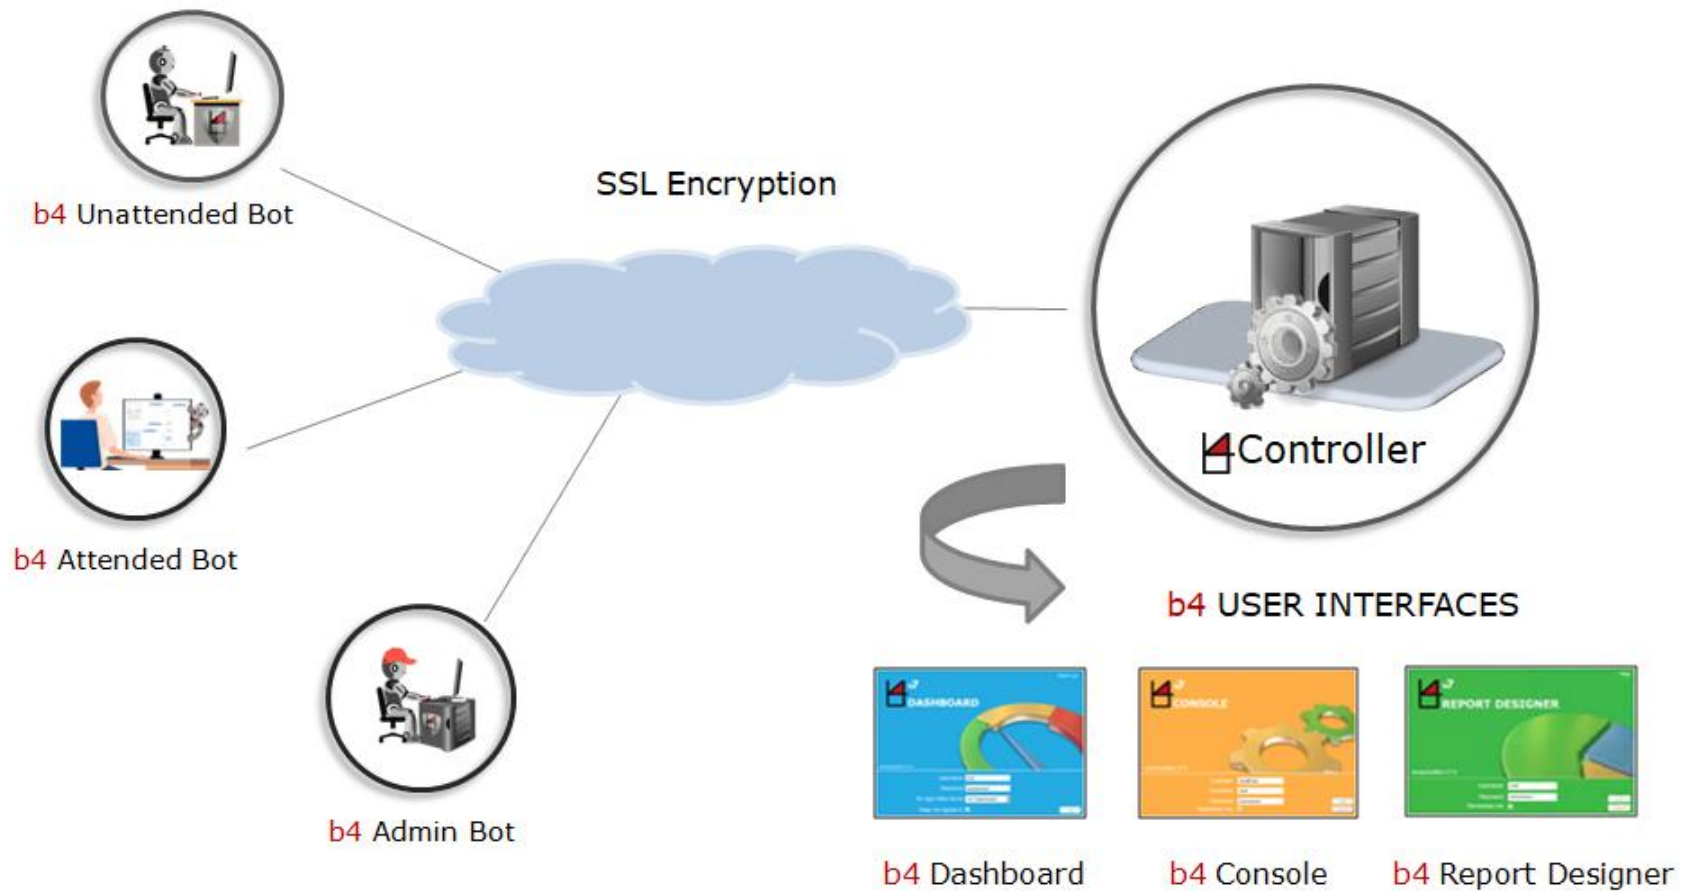 SSL Encryption
b4 Unattended Bot
b4 Attended Bot
b4 Admin Bot
Controller
b4 USER INTERFACES
DASHBOARD
CONSOLE
REPORT DESIGNER
b4 Dashboard
b4 Console
b4 Report Designer